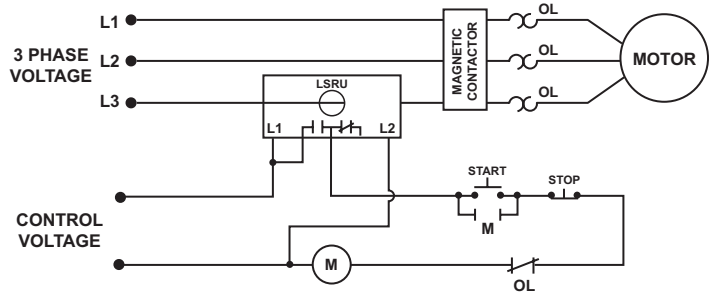 L1
OL
3 PHASE
VOLTAGE
L2
MAGNETIC
CONTACTOR
OL
MOTOR
LSRU
L3
OL
L1
L2
START
STOP
M
CONTROL
VOLTAGE
M
OL